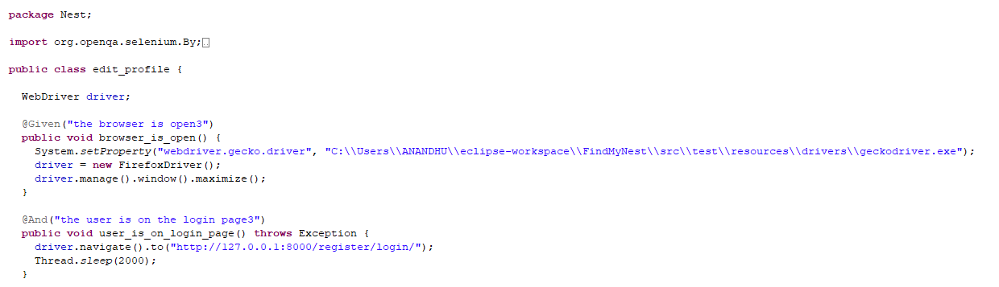 package Nest;
import org.openqa.selenium.By;
public class edit_profile {
WebDriver driver;
@Given("the browser is open3")
public void browser_is_open() {
System.setProperty("webdriver.gecko.driver", "C:\\Users\\ANANDHU\\eclipse-workspace\\FindMyNest\\src\\test\\resources\\drivers\\geckodriver.exe");
driver = new FirefoxDriver();
driver.manage().window().maximize();
}
@And("the user is on the login page3")
public void user_is_on_login_page() throws Exception {
driver.navigate().to("http://127.0.0.1:8000/register/login/");
Thread.sleep(2000);
}